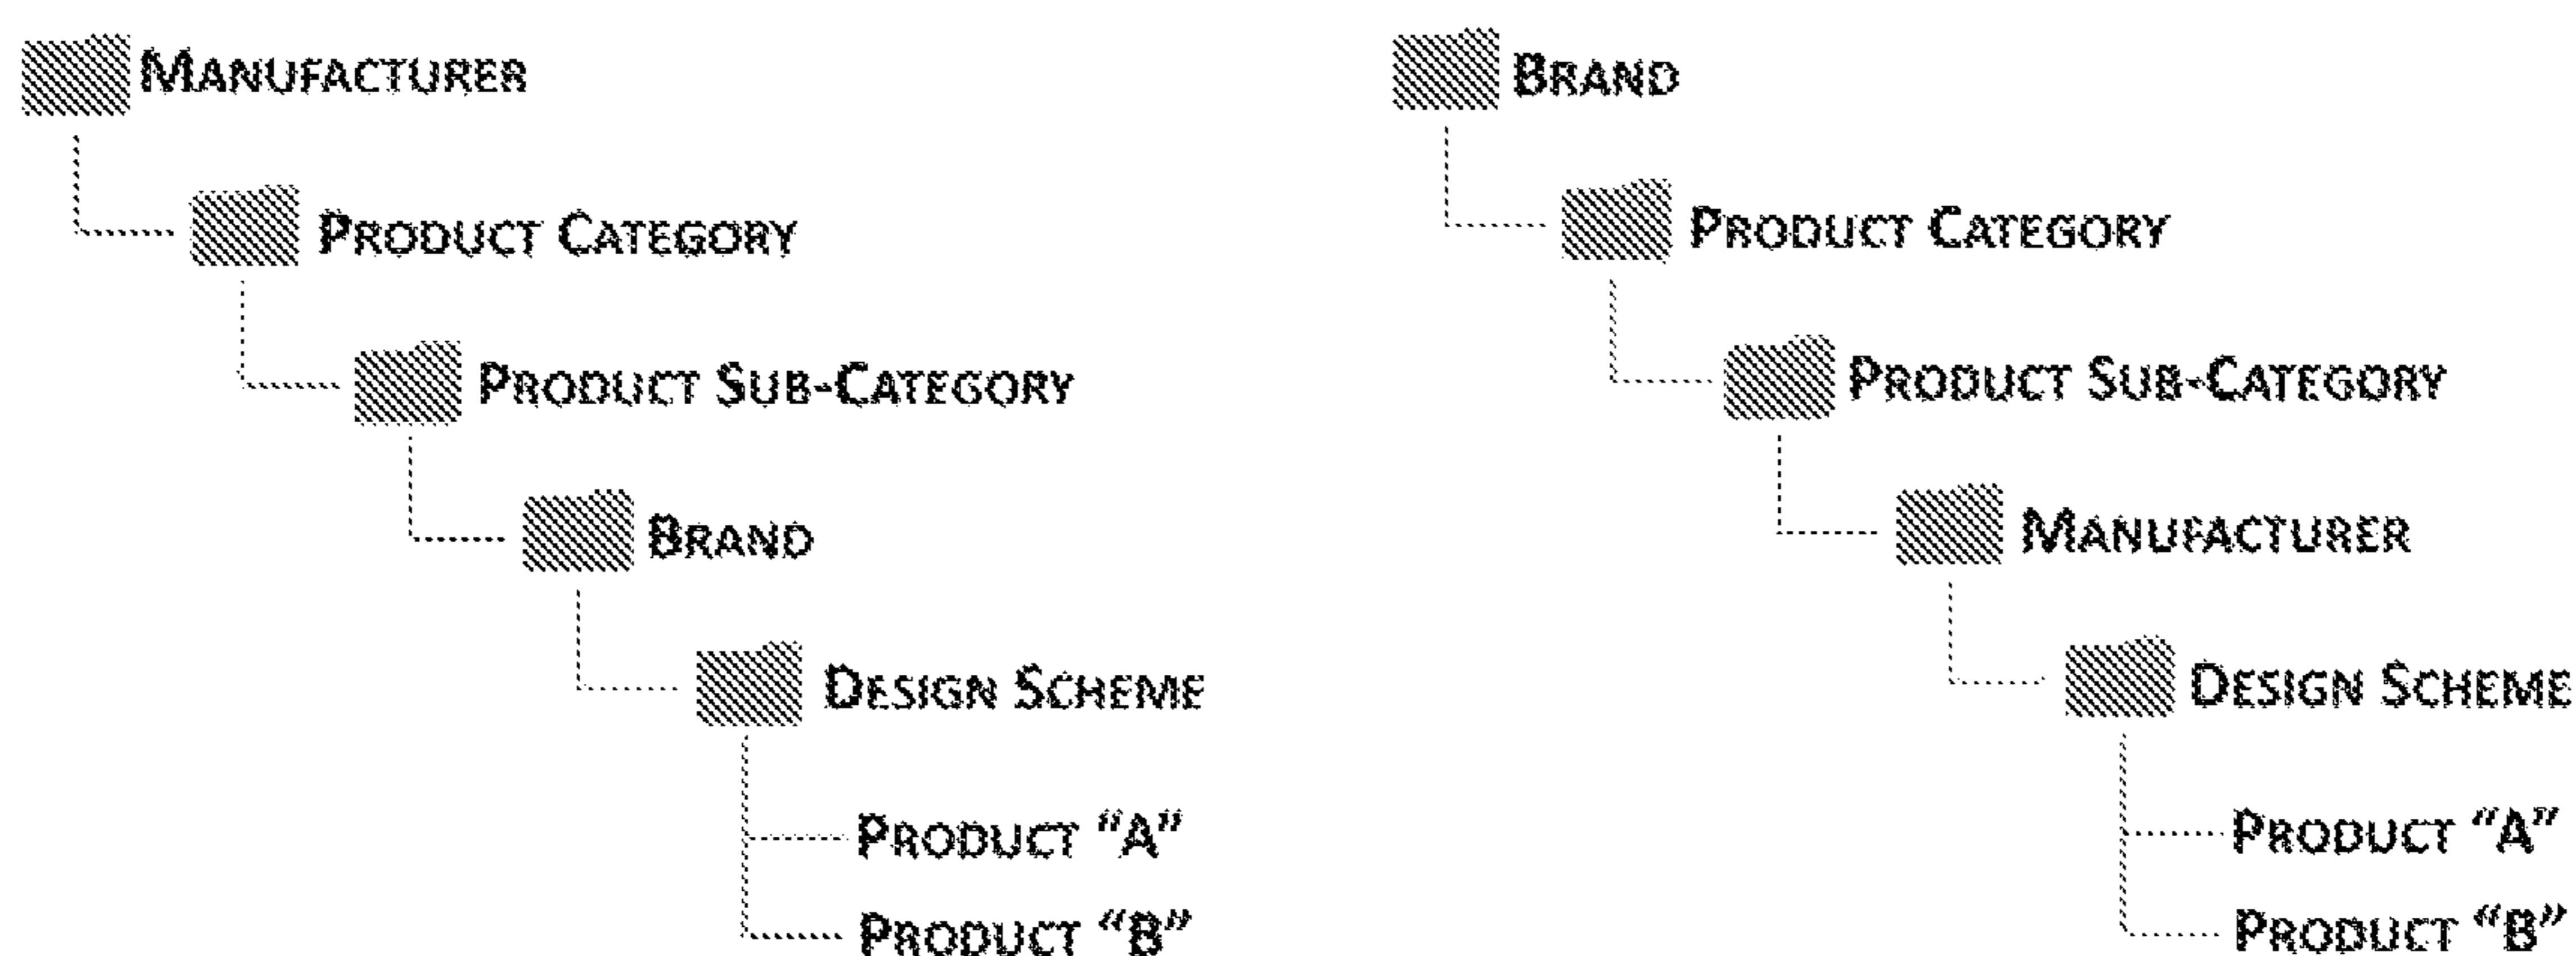 MANUFACTURER
PRODUCT CATEGORY
PRODUCT SUB-CATEGORY
BRAND
DESIGN SCHEME
PRODUCT “A”
PRODUCT “B”
BRAND
PRODUCT CATEGORY
PRODUCT SUB-CATEGORY
MANUFACTURER
DESIGN SCHEME
PRODUCT “A”
PRODUCT “B”